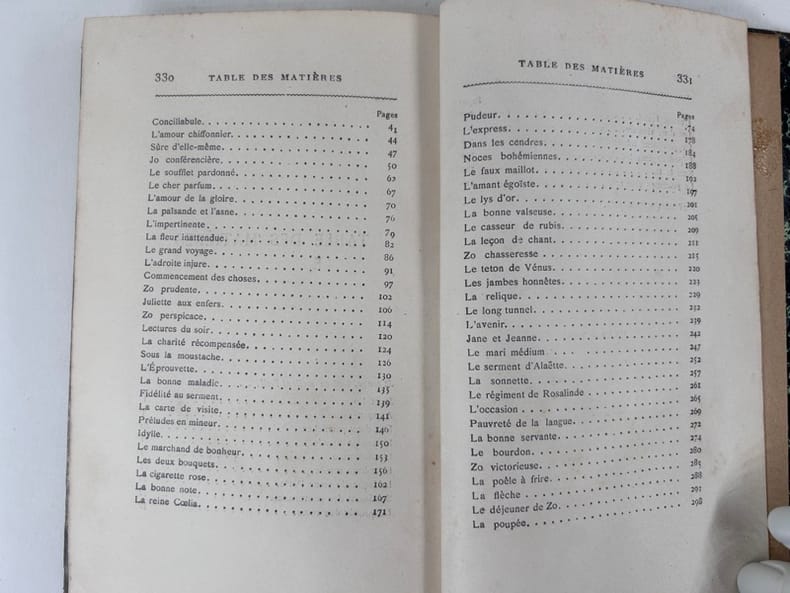 330 TABLE DES MATIÈRES
Pages
Conciliabule. . . . . . . . . . . . 41
L'amour chiffonnier. . . . . . . . . . . . 44
Sûre d'elle-même. . . . . . . . . . . . 47
Jo conférencière. . . . . . . . . . . . 50
Le soufflet pardonné. . . . . . . . . . . . 62
Le cher parfum. . . . . . . . . . . . 67
L'amour de la gloire. . . . . . . . . . . . 70
La paisande et l'asne. . . . . . . . . . . . 76
L'impertinente. . . . . . . . . . . . 79
La fleur inattendue. . . . . . . . . . . . 82
Le grand voyage. . . . . . . . . . . . 86
L'adroite injure. . . . . . . . . . . . 91
Commencement des choses. . . . . . . . . . . . 97
Zo prudente. . . . . . . . . . . . 102
Juliette aux enfers. . . . . . . . . . . . 106
Zo perspicace. . . . . . . . . . . . 114
Lectures du soir. . . . . . . . . . . . 120
La charité récompensée. . . . . . . . . . . . 124
Sous la moustache. . . . . . . . . . . . 126
L'Éprouvette. . . . . . . . . . . . 130
La bonne maladie. . . . . . . . . . . . 135
Fidélité au serment. . . . . . . . . . . . 139
La carte de visite. . . . . . . . . . . . 141
Préludes en mineur. . . . . . . . . . . . 146
Idylle. . . . . . . . . . . . 150
Le marchand de bonheur. . . . . . . . . . . . 153
Les deux bouquets. . . . . . . . . . . . 156
La cigarette rose. . . . . . . . . . . . 162
La bonne note. . . . . . . . . . . . 167
La reine Cœlia. . . . . . . . . . . . 171
TABLE DES MATIÈRES 331
Pages
Pudeur. . . . . . . . . . . . 174
L'express. . . . . . . . . . . . 178
Dans les cendres. . . . . . . . . . . . 184
Noces bohémiennes. . . . . . . . . . . . 188
Le faux maillot. . . . . . . . . . . . 192
L'amant égoïste. . . . . . . . . . . . 197
Le lys d'or. . . . . . . . . . . . 201
La bonne valseuse. . . . . . . . . . . . 205
Le casseur de rubis. . . . . . . . . . . . 209
La leçon de chant. . . . . . . . . . . . 211
Zo chasseresse . . . . . . . . . . . . 215
Le teton de Vénus. . . . . . . . . . . . 220
Les jambes honnêtes. . . . . . . . . . . . 223
La relique. . . . . . . . . . . . 229
Le long tunnel. . . . . . . . . . . . 232
L'avenir. . . . . . . . . . . . 239
Jane et Jeanne. . . . . . . . . . . . 242
Le mari médium . . . . . . . . . . . . 247
Le serment d'Alaëtte. . . . . . . . . . . . 252
La sonnette. . . . . . . . . . . . 257
Le régiment de Rosalinde . . . . . . . . . . . . 261
L'occasion . . . . . . . . . . . . 265
Pauvreté de la langue. . . . . . . . . . . . 269
La bonne servante. . . . . . . . . . . . 272
Le bourdon. . . . . . . . . . . . 274
Zo victorieuse. . . . . . . . . . . . 280
La poêle à frire. . . . . . . . . . . . 285
La flèche . . . . . . . . . . . . 288
Le déjeuner de Zo. . . . . . . . . . . . 291
La poupée. . . . . . . . . . . . 298